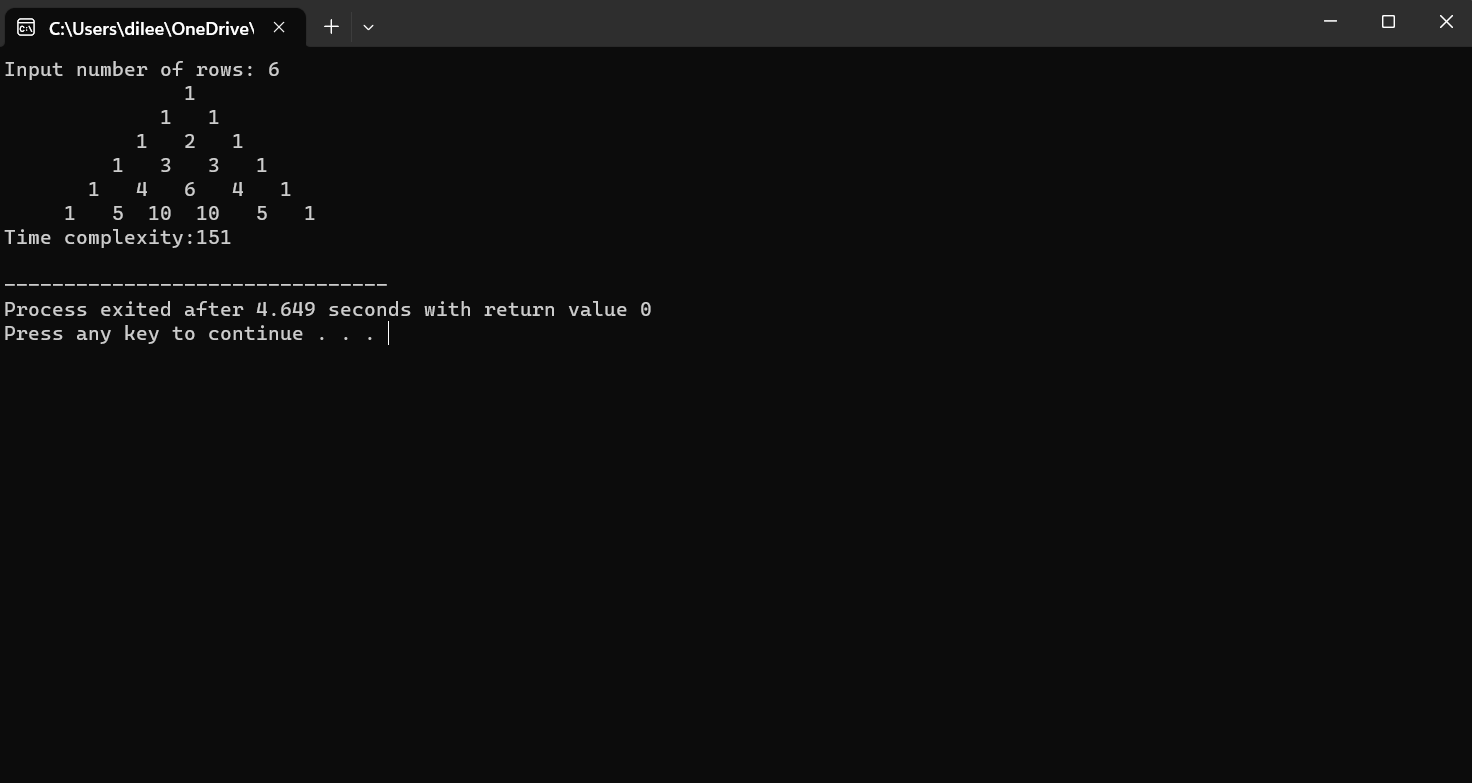 C:\Users\dilee\OneDrive\
Input number of rows: 6
1
1 1
1 2 1
1 3 3 1
1 4 6 4 1
1 5 10 10 5 1
Time complexity:151
--------------------------------
Process exited after 4.649 seconds with return value 0
Press any key to continue . . .